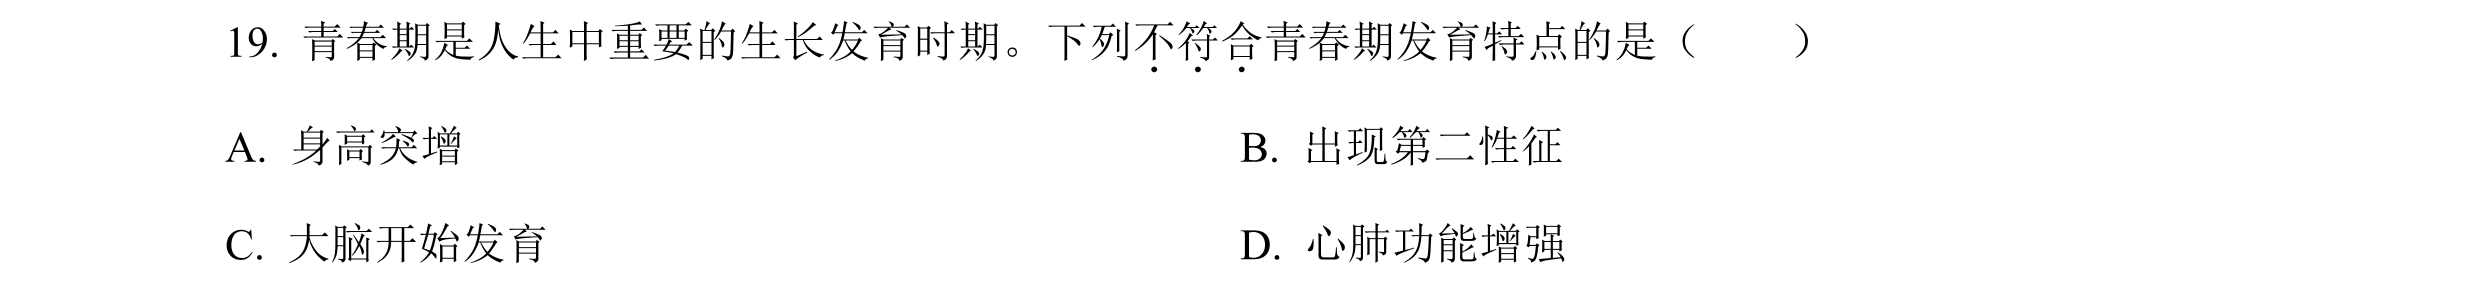 19. 青春期是人生中重要的生长发育时期。下列不符合青春期发育特点的是（　　）
A. 身高突增　　B. 出现第二性征
C. 大脑开始发育　　D. 心肺功能增强